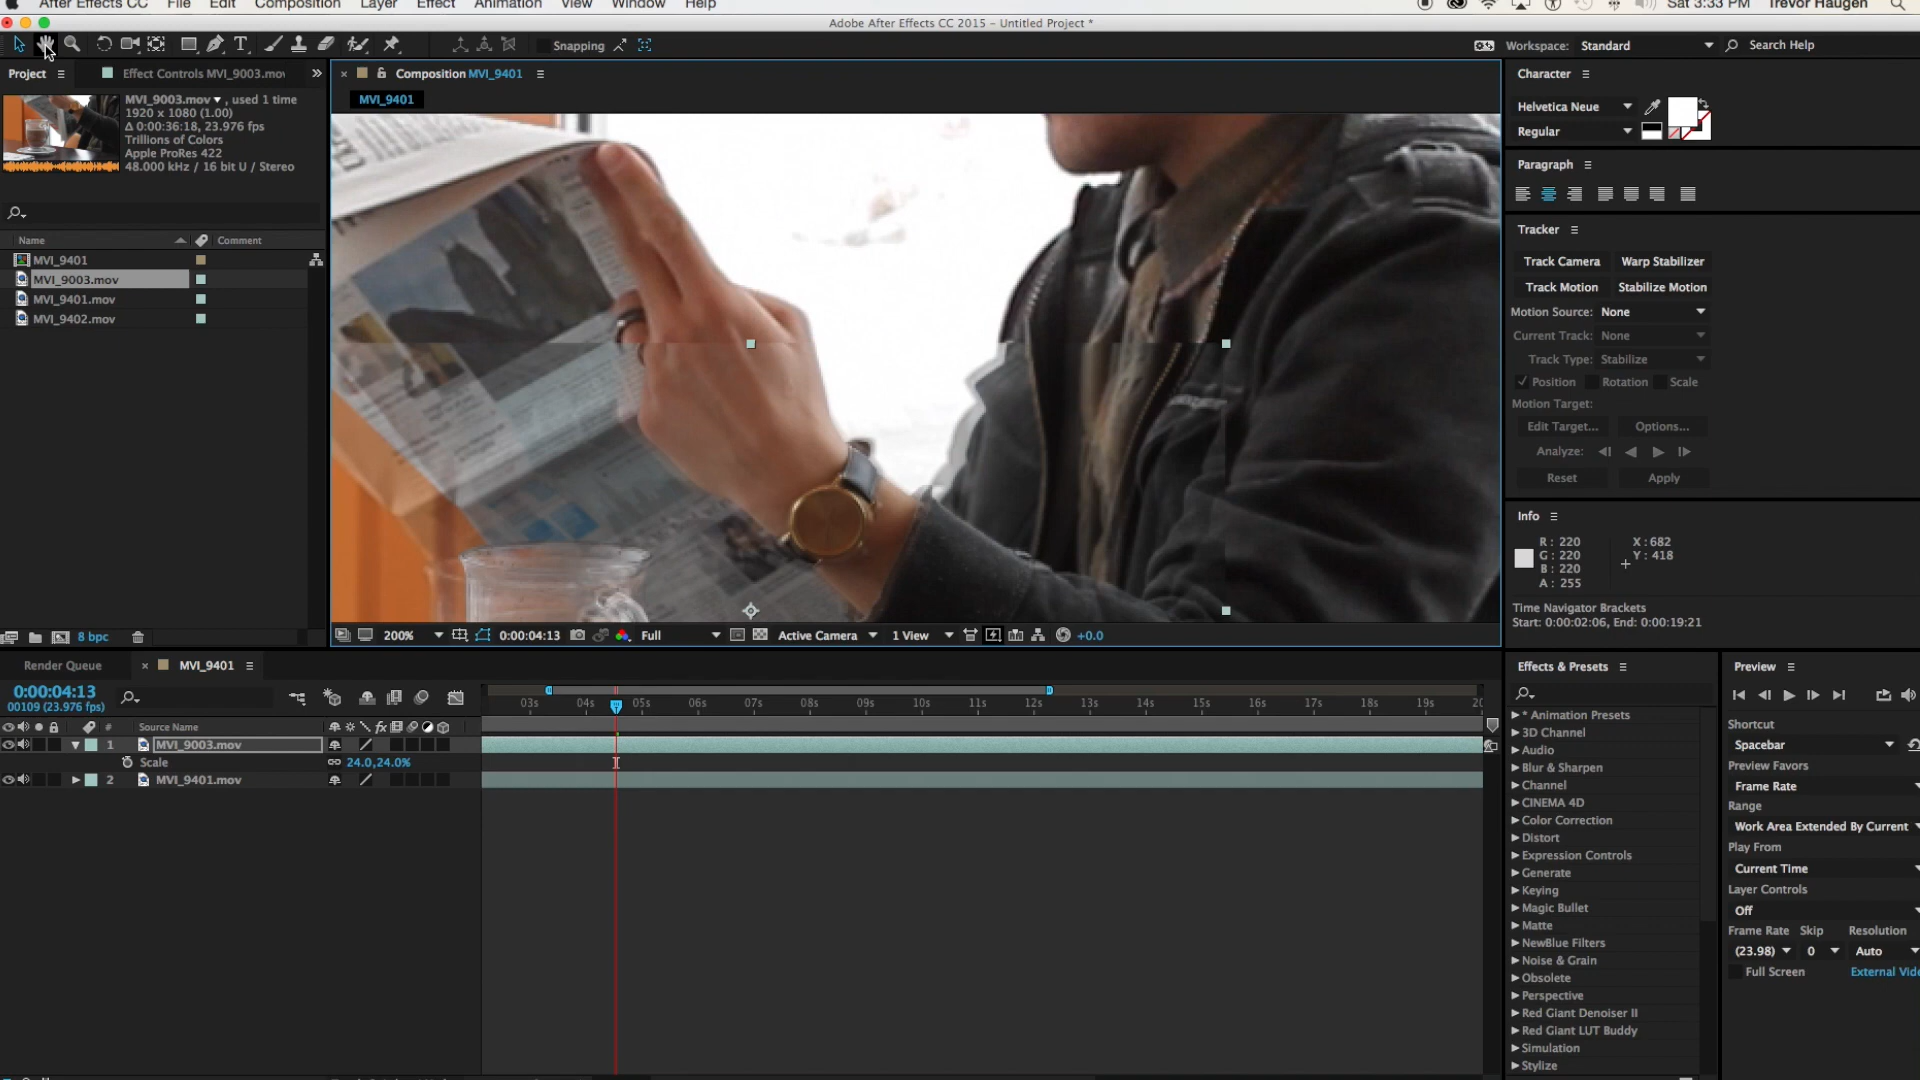 After Effects CC File Edit Composition Layer Effect Animation View Window Help Sat 3:33 PM Trevor Haugen
Adobe After Effects CC 2015 – Untitled Project *
Snapping Workspace: Standard Search Help
Project Effect Controls MVI_9003.mov
MVI_9003.mov , used 1 time
1920 x 1080 (1.00)
Δ 0:00:36:18, 23.976 fps
Trillions of Colors
Apple ProRes 422
48.000 kHz / 16 bit U / Stereo
Name Comment
MVI_9401
MVI_9003.mov
MVI_9401.mov
MVI_9402.mov
8 bpc
Composition MVI_9401
MVI_9401
200% 0:00:04:13 Full Active Camera 1 View +0.0
Character
Helvetica Neue
Regular
Paragraph
Tracker
Track Camera Warp Stabilizer
Track Motion Stabilize Motion
Motion Source: None
Current Track: None
Track Type: Stabilize
Position Rotation Scale
Motion Target:
Edit Target... Options...
Analyze:
Reset Apply
Info
R: 220 X: 682
G: 220 Y: 418
B: 220
A: 255
Time Navigator Brackets
Start: 0:00:02:06, End: 0:00:19:21
Render Queue MVI_9401
0:00:04:13
00109 (23.976 fps)
03s 04s 05s 06s 07s 08s 09s 10s 11s 12s 13s 14s 15s 16s 17s 18s 19s 20
# Source Name fx
1 MVI_9003.mov
Scale 24.0,24.0%
2 MVI_9401.mov
Effects & Presets
* Animation Presets
3D Channel
Audio
Blur & Sharpen
Channel
CINEMA 4D
Color Correction
Distort
Expression Controls
Generate
Keying
Magic Bullet
Matte
NewBlue Filters
Noise & Grain
Obsolete
Perspective
Red Giant Denoiser II
Red Giant LUT Buddy
Simulation
Stylize
Preview
Shortcut
Spacebar
Preview Favors
Frame Rate
Range
Work Area Extended By Current
Play From
Current Time
Layer Controls
Off
Frame Rate Skip Resolution
(23.98) 0 Auto
Full Screen External Vide